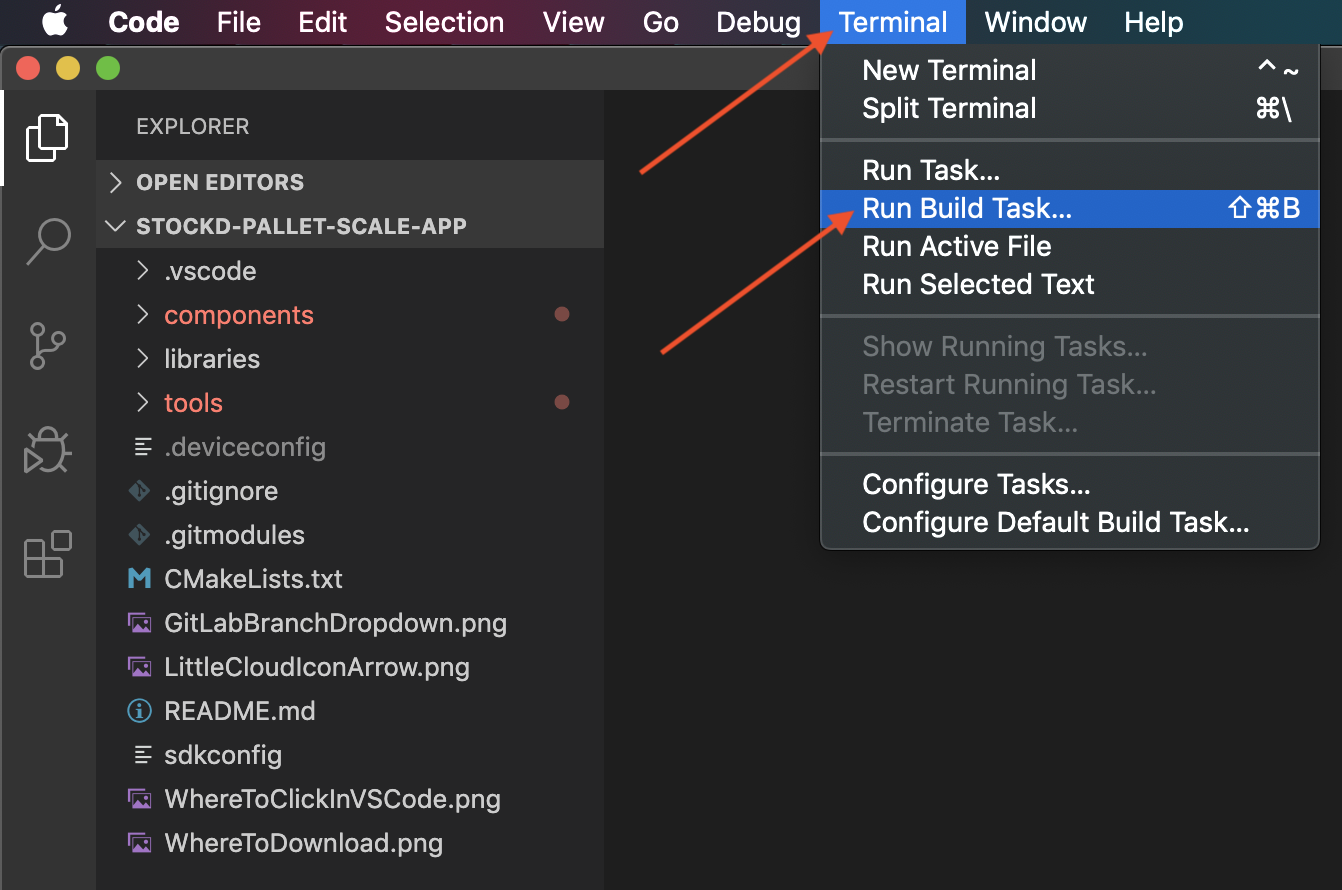 Code File Edit Selection View Go Debug Terminal Window Help
EXPLORER
OPEN EDITORS
STOCKD-PALLET-SCALE-APP
.vscode
components
libraries
tools
.deviceconfig
.gitignore
.gitmodules
CMakeLists.txt
GitLabBranchDropdown.png
LittleCloudIconArrow.png
README.md
sdkconfig
WhereToClickInVSCode.png
WhereToDownload.png
New Terminal ⌃~
Split Terminal ⌘\
Run Task...
Run Build Task... ⇧⌘B
Run Active File
Run Selected Text
Show Running Tasks...
Restart Running Task...
Terminate Task...
Configure Tasks...
Configure Default Build Task...